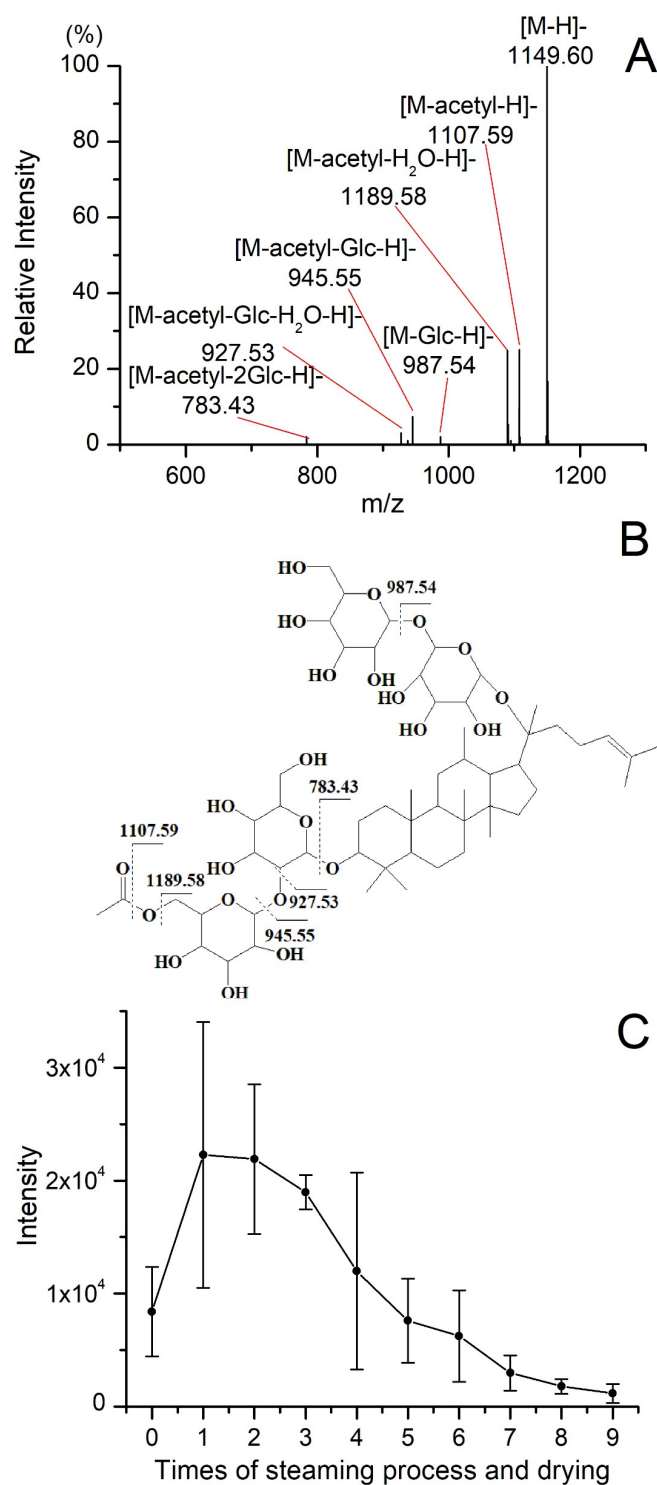 (%)
A
[M-H]-
1149.60
[M-acetyl-H]-
1107.59
[M-acetyl-H₂O-H]-
1189.58
[M-acetyl-Glc-H]-
945.55
[M-acetyl-Glc-H₂O-H]-
927.53
[M-Glc-H]-
987.54
[M-acetyl-2Glc-H]-
783.43
Relative Intensity
100
80
60
40
20
0
600 800 1000 1200
m/z
B
HO
O 987.54
HO O O
HO OH HO O
HO OH
OH
HO 783.43
O
1107.59 HO O
O 1189.58 O 927.53
O O 945.55
HO OH
OH
C
Intensity
3x10⁴
2x10⁴
1x10⁴
0
0 1 2 3 4 5 6 7 8 9
Times of steaming process and drying